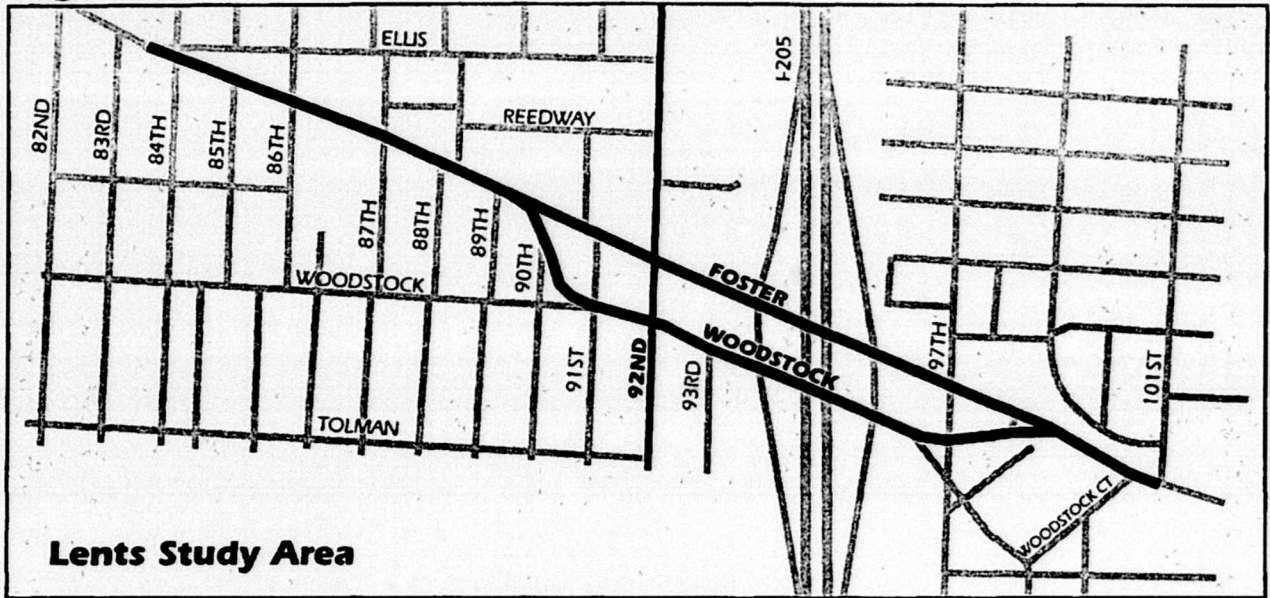 ELLIS
I-205
82ND
83RD
84TH
85TH
86TH
REEDWAY
87TH
88TH
89TH
90TH
WOODSTOCK
FOSTER
WOODSTOCK
91ST
92ND
93RD
97TH
101ST
TOLMAN
WOODSTOCK CT
Lents Study Area